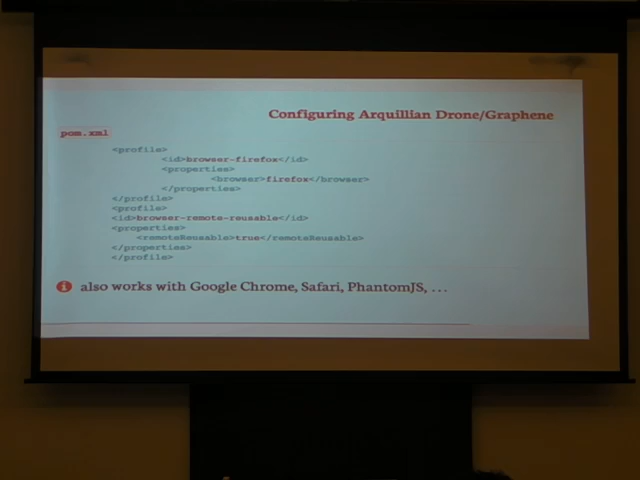 Configuring Arquillian Drone/Graphene
pom.xml
<profile>
<id>browser-firefox</id>
<properties>
<browser>firefox</browser>
</properties>
</profile>
<profile>
<id>browser-remote-reusable</id>
<properties>
<remoteReusable>true</remoteReusable>
</properties>
</profile>
i also works with Google Chrome, Safari, PhantomJS, ...